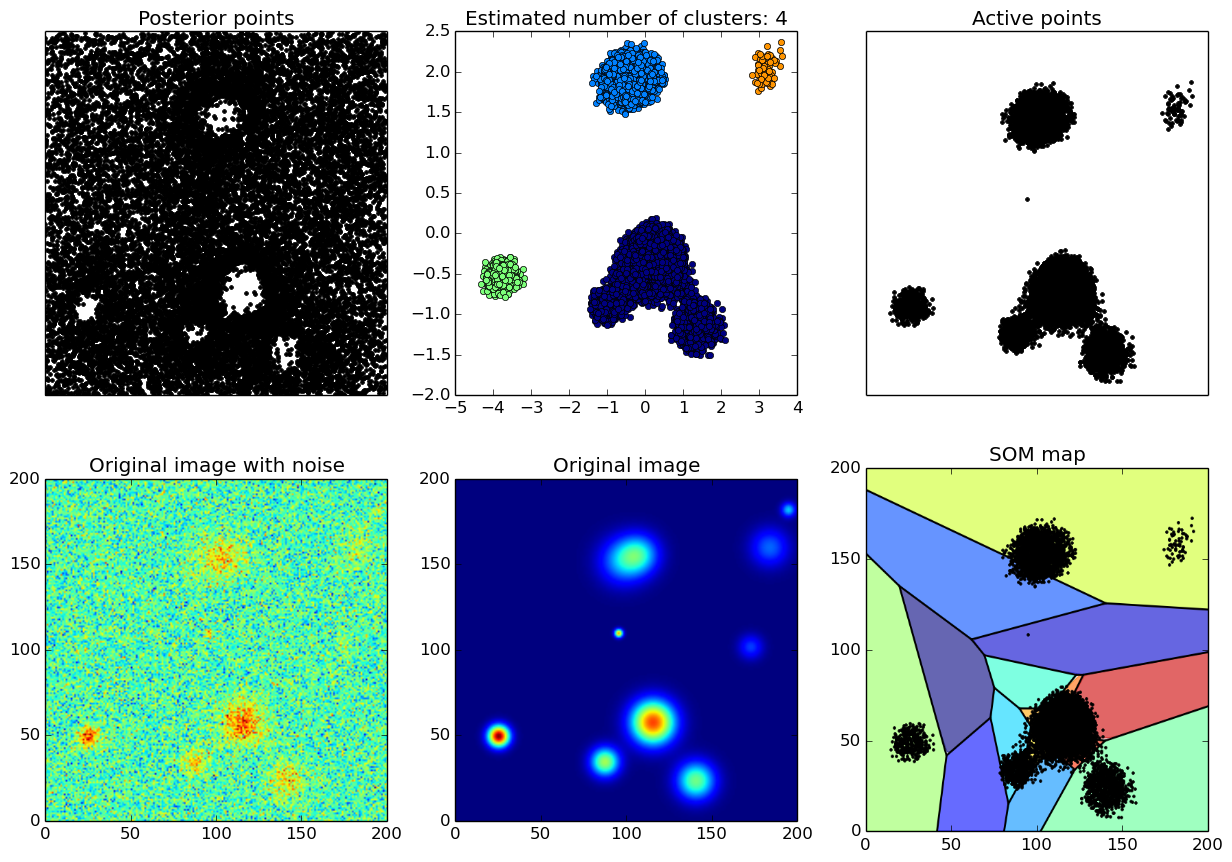 Posterior points
Estimated number of clusters: 4
Active points
2.5
2.0
1.5
1.0
0.5
0.0
−0.5
−1.0
−1.5
−2.0
−5 −4 −3 −2 −1 0 1 2 3 4
Original image with noise
Original image
SOM map
200
150
100
50
0
0 50 100 150 200
200
150
100
50
0
0 50 100 150 200
200
150
100
50
0
0 50 100 150 200